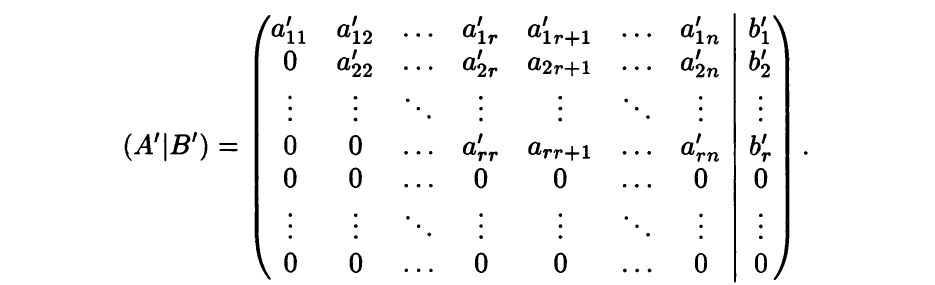 a′₁₁ a′₁₂ … a′₁ᵣ a′₁ᵣ₊₁ … a′₁ₙ | b′₁
0 a′₂₂ … a′₂ᵣ a₂ᵣ₊₁ … a′₂ₙ | b′₂
⋮ ⋮ ⋱ ⋮ ⋮ ⋱ ⋮ | ⋮
(A′|B′) = 0 0 … a′ᵣᵣ aᵣᵣ₊₁ … a′ᵣₙ | b′ᵣ .
0 0 … 0 0 … 0 | 0
⋮ ⋮ ⋱ ⋮ ⋮ ⋱ ⋮ | ⋮
0 0 … 0 0 … 0 | 0